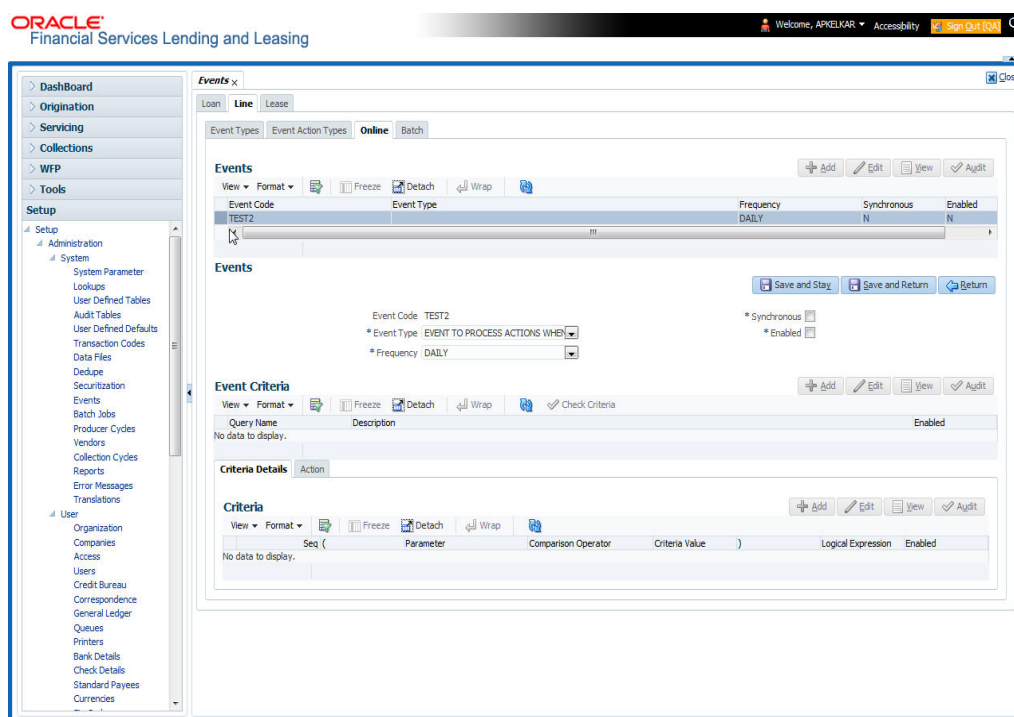 ORACLE'
Financial Services Lending and Leasing
Welcome, APKELKAR Accessibility Sign Out [QA]
DashBoard
Origination
Servicing
Collections
WFP
Tools
Setup
Setup
Administration
System
System Parameter
Lookups
User Defined Tables
Audit Tables
User Defined Defaults
Transaction Codes
Data Files
Dedupe
Securitization
Events
Batch Jobs
Producer Cycles
Vendors
Collection Cycles
Reports
Error Messages
Translations
User
Organization
Companies
Access
Users
Credit Bureau
Correspondence
General Ledger
Queues
Printers
Bank Details
Check Details
Standard Payees
Currencies
Events x
Clos
Loan Line Lease
Event Types Event Action Types Online Batch
Events
Add Edit View Audit
View Format Freeze Detach Wrap
Event Code Event Type Frequency Synchronous Enabled
TEST2 DAILY N N
Events
Save and Stay Save and Return Return
Event Code TEST2
* Synchronous
* Event Type EVENT TO PROCESS ACTIONS WHEN
* Enabled
* Frequency DAILY
Event Criteria
Add Edit View Audit
View Format Freeze Detach Wrap Check Criteria
Query Name Description Enabled
No data to display.
Criteria Details Action
Criteria
Add Edit View Audit
View Format Freeze Detach Wrap
Seq ( Parameter Comparison Operator Criteria Value ) Logical Expression Enabled
No data to display.